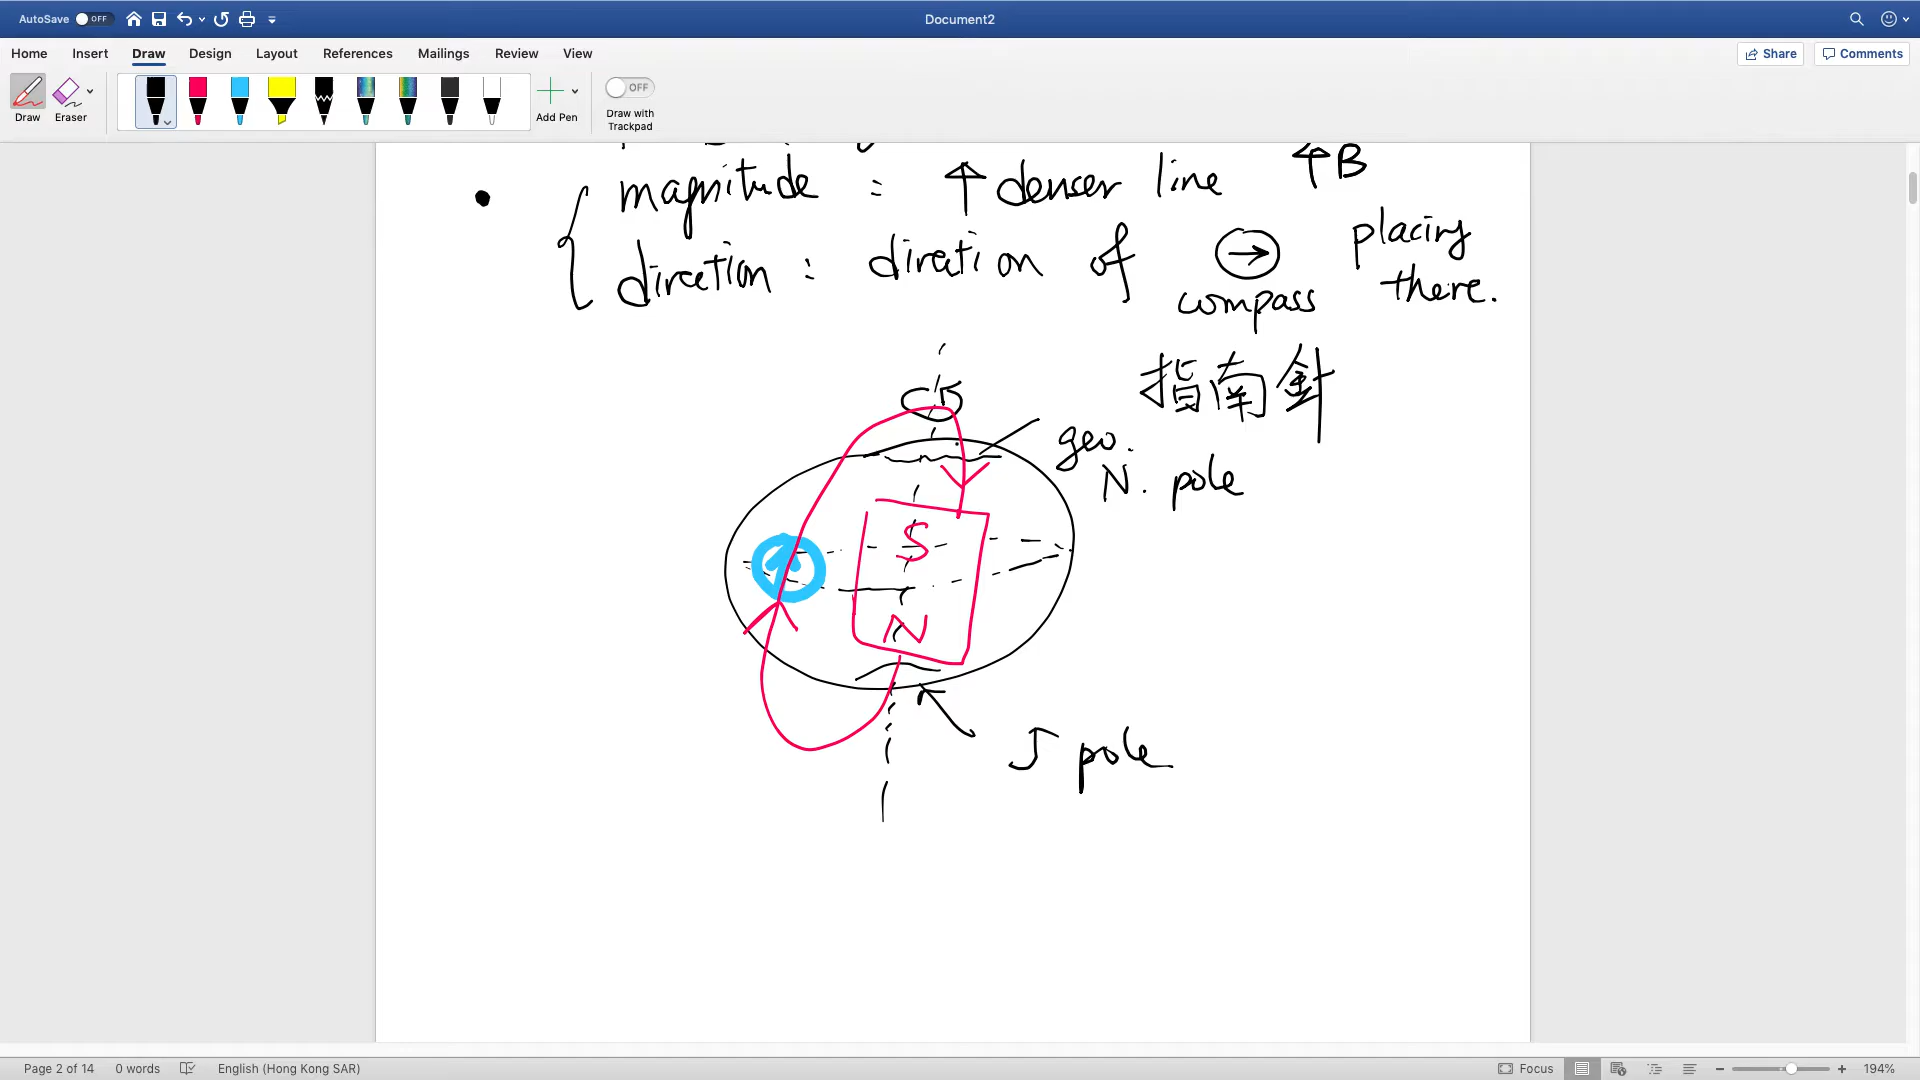 AutoSave OFF
Document2
Home Insert Draw Design Layout References Mailings Review View
Share Comments
OFF
Draw Eraser Add Pen Draw with Trackpad
↑B
magnitude : ↑ denser line
direction : direction of → placing there.
compass
指南針
geo.
N. pole
S
N
S pole
Page 2 of 14 0 words English (Hong Kong SAR) Focus 194%